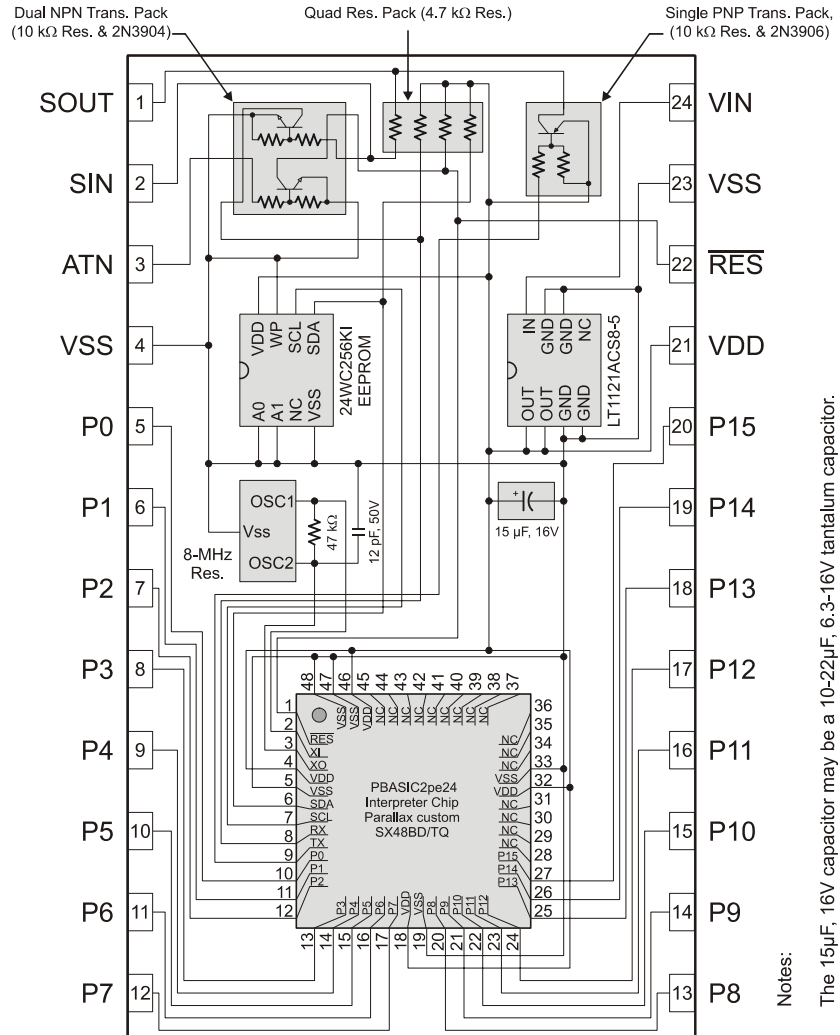 Dual NPN Trans. Pack
(10 kΩ Res. & 2N3904)
Quad Res. Pack (4.7 kΩ Res.)
Single PNP Trans. Pack,
(10 kΩ Res. & 2N3906)
SOUT 1
SIN 2
ATN 3
VSS 4
P0 5
P1 6
P2 7
P3 8
P4 9
P5 10
P6 11
P7 12
24 VIN
23 VSS
22 RES
21 VDD
20 P15
19 P14
18 P13
17 P12
16 P11
15 P10
14 P9
13 P8
VDD
WP
SCL
SDA
A0
A1
NC
VSS
24WC256KI
EEPROM
IN
GND
GND
NC
OUT
OUT
GND
GND
LT1121ACS8-5
OSC1
Vss
OSC2
8-MHz
Res.
47 kΩ
12 pF, 50V
+
15 µF, 16V
48
47
46
45
44
43
42
41
40
39
38
37
VSS
VSS
VDD
NC
NC
NC
NC
NC
NC
NC
1
2
3
4
5
6
7
8
9
10
11
12
RES
XI
XO
VDD
VSS
SDA
SCL
RX
TX
P0
P1
P2
PBASIC2pe24
Interpreter Chip
Parallax custom
SX48BD/TQ
36
35
34
33
32
31
30
29
28
27
26
25
NC
NC
NC
VSS
VDD
NC
NC
NC
NC
P15
P14
P13
P3
P4
P5
P6
P7
VDD
VSS
P8
P9
P10
P11
P12
13
14
15
16
17
18
19
20
21
22
23
24
Notes:
The 15µF, 16V capacitor may be a 10-22µF, 6.3-16V tantalum capacitor.